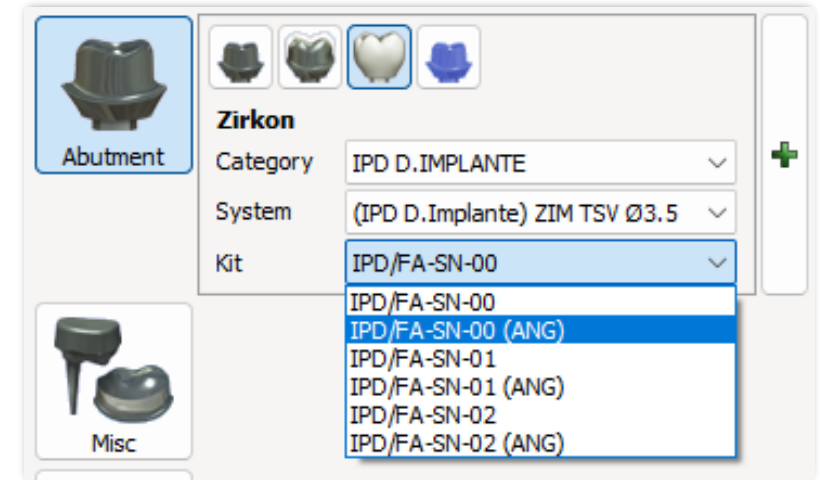 Abutment
Zirkon
Category IPD D.IMPLANTE
System (IPD D.Implante) ZIM TSV Ø3.5
Kit IPD/FA-SN-00
IPD/FA-SN-00
IPD/FA-SN-00 (ANG)
IPD/FA-SN-01
IPD/FA-SN-01 (ANG)
IPD/FA-SN-02
IPD/FA-SN-02 (ANG)
Misc